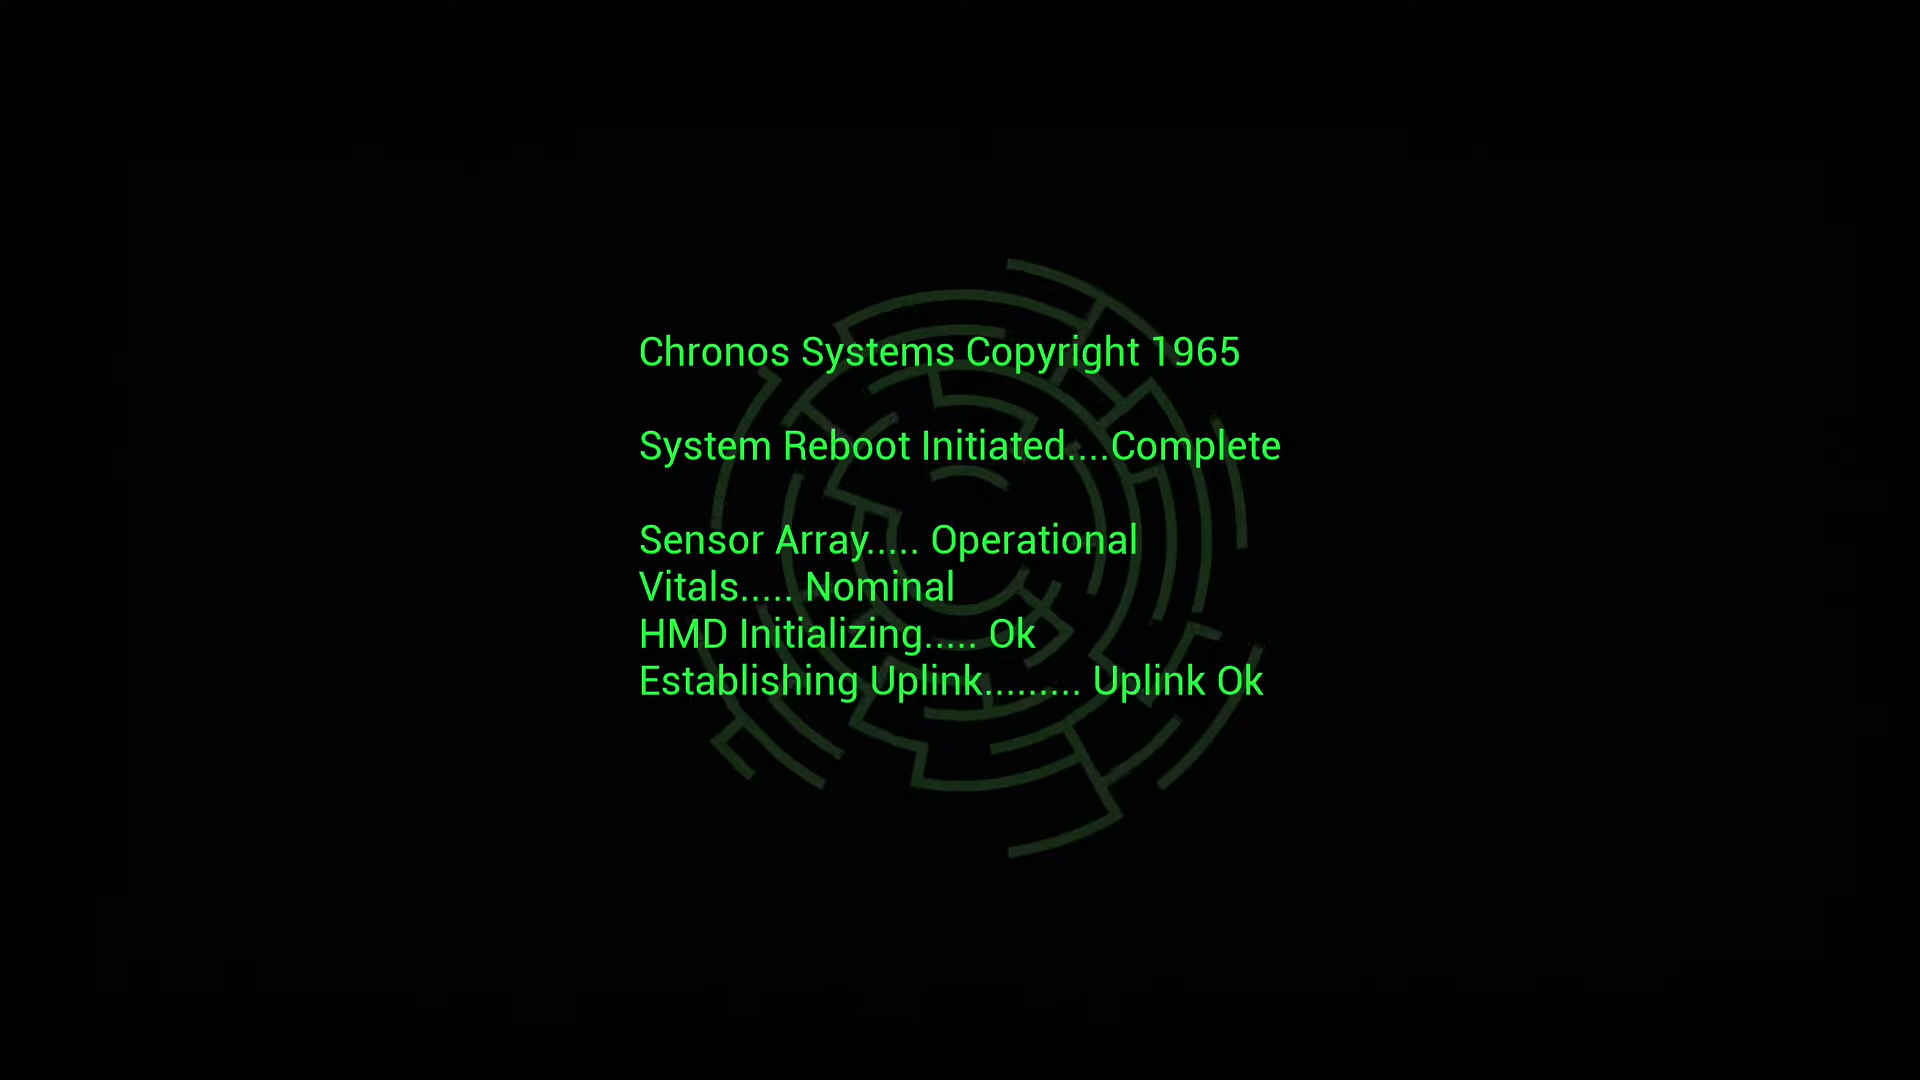 Chronos Systems Copyright 1965
System Reboot Initiated....Complete
Sensor Array..... Operational
Vitals..... Nominal
HMD Initializing..... Ok
Establishing Uplink......... Uplink Ok